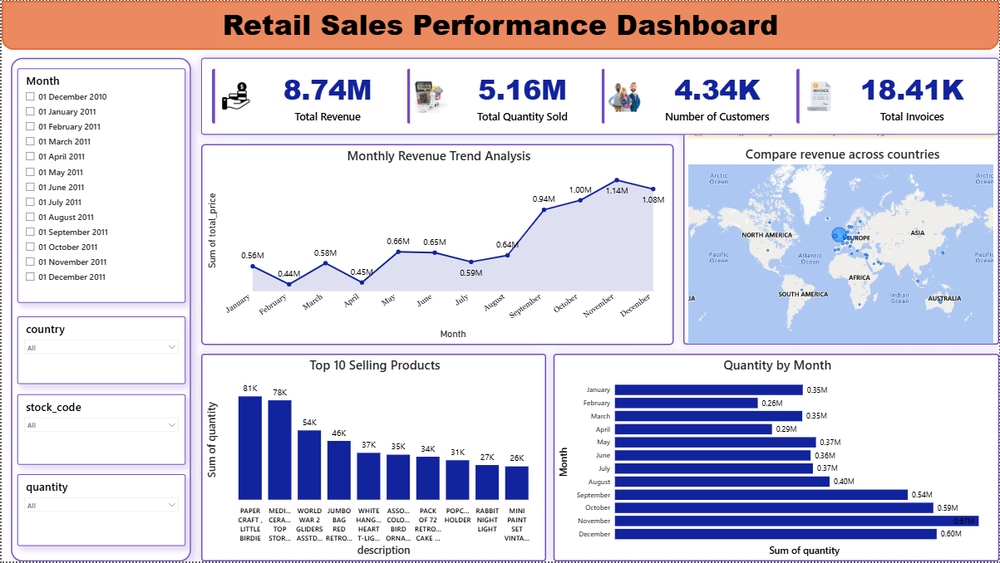 Retail Sales Performance Dashboard
Month
01 December 2010
01 January 2011
01 February 2011
01 March 2011
01 April 2011
01 May 2011
01 June 2011
01 July 2011
01 August 2011
01 September 2011
01 October 2011
01 November 2011
01 December 2011
country
All
stock_code
All
quantity
All
8.74M
Total Revenue
5.16M
Total Quantity Sold
4.34K
Number of Customers
INVOICE
18.41K
Total Invoices
Monthly Revenue Trend Analysis
Sum of total_price
0.56M
0.44M
0.58M
0.45M
0.66M
0.65M
0.59M
0.64M
0.94M
1.00M
1.14M
1.08M
January
February
March
April
May
June
July
August
September
October
November
December
Month
Compare revenue across countries
Arctic
Ocean
Arctic
Ocean
Arct
Ocea
NORTH AMERICA
EUROPE
ASIA
Pacific
Ocean
Atlantic
Ocean
Pacific
Ocean
Pacif
Ocea
AFRICA
SOUTH AMERICA
Indian
Ocean
IA
AUSTRALIA
Top 10 Selling Products
Sum of quantity
81K
78K
54K
46K
37K
35K
34K
31K
27K
26K
PAPER
CRAFT ,
LITTLE
BIRDIE
MEDI...
CERA...
TOP
STOR...
WORLD
WAR 2
GLIDERS
ASSTD...
JUMBO
BAG
RED
RETRO...
WHITE
HANG...
HEART
T-LIG...
ASSO...
COLO...
BIRD
ORNA...
PACK
OF 72
RETRO...
CAKE ...
POPC...
HOLDER
RABBIT
NIGHT
LIGHT
MINI
PAINT
SET
VINTA...
description
Quantity by Month
Month
January 0.35M
February 0.26M
March 0.35M
April 0.29M
May 0.37M
June 0.36M
July 0.37M
August 0.40M
September 0.54M
October 0.59M
November 0.67M
December 0.60M
Sum of quantity